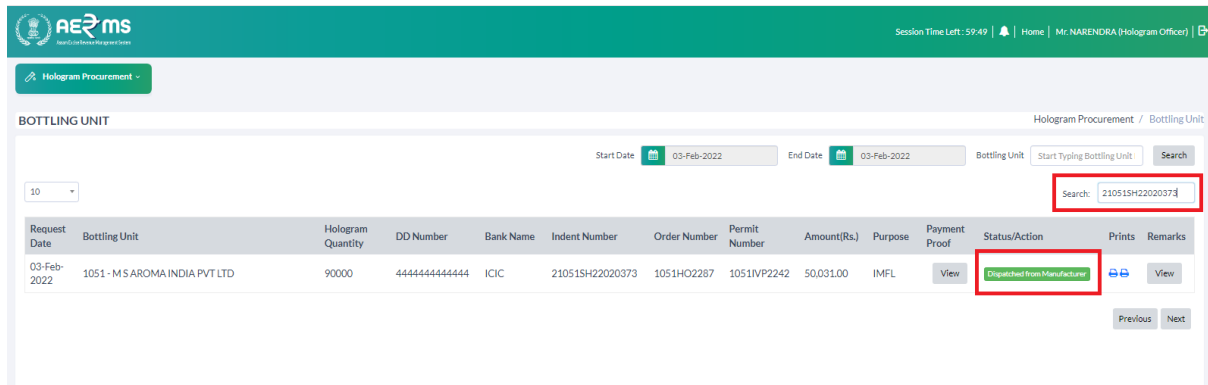 AERMS
Session Time Left : 59:49 | | Home | Mr. NARENDRA (Hologram Officer) |
Hologram Procurement
BOTTLING UNIT
Hologram Procurement / Bottling Unit
Start Date 03-Feb-2022 End Date 03-Feb-2022 Bottling Unit Start Typing Bottling Unit Search
10 Search: 21051SH22020373
Request Date Bottling Unit Hologram Quantity DD Number Bank Name Indent Number Order Number Permit Number Amount(Rs.) Purpose Payment Proof Status/Action Prints Remarks
03-Feb-2022 1051 - M S AROMA INDIA PVT LTD 90000 4444444444444 ICIC 21051SH22020373 1051HO2287 1051IVP2242 50,031.00 IMFL View Dispatched from Manufacturer View
Previous Next